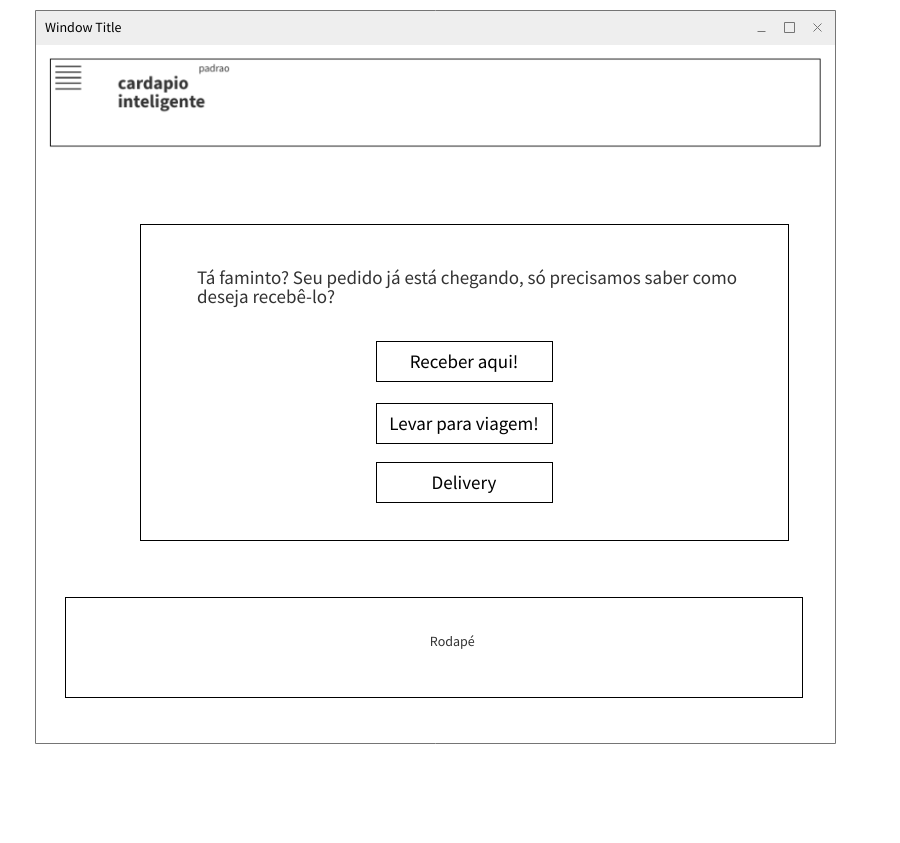 Window Title
padrao
cardapio
inteligente
Tá faminto? Seu pedido já está chegando, só precisamos saber como
deseja recebê-lo?
Receber aqui!
Levar para viagem!
Delivery
Rodapé